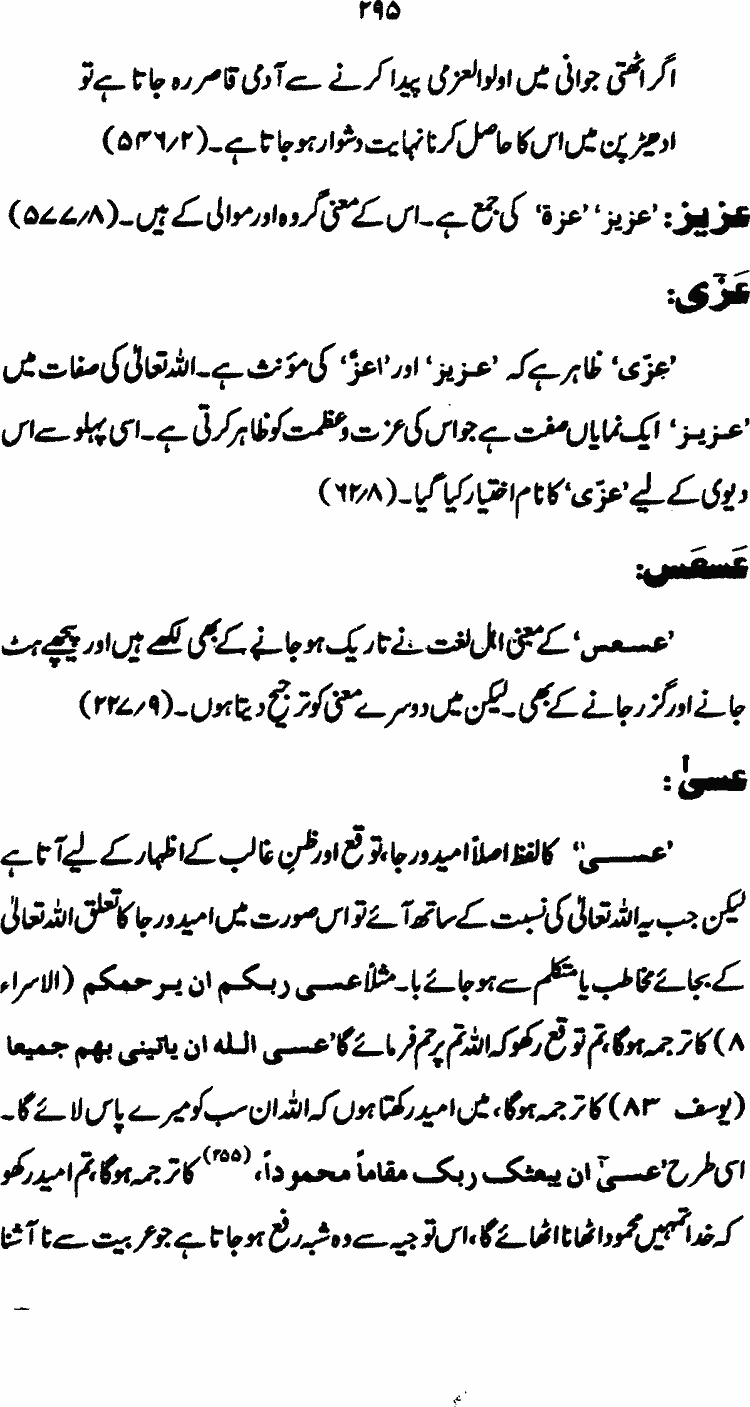 ۲۹۵
اگر اٹھتی جوانی میں اولوالعزمی پیدا کرنے سے آدمی قاصر رہ جاتا ہے تو
ادھیڑپن میں اس کا حاصل کرنا نہایت دشوار ہو جاتا ہے۔ (۵۴۶/۲)
عزیز: ’عزیز‘ ’عزة‘ کی جمع ہے۔ اس کے معنی گروہ اور موالی کے ہیں۔ (۵۷۷/۸)
عَزّٰی:
’عزّی‘ ظاہر ہے کہ ’عزیز‘ اور ’اعزّ‘ کی مؤنث ہے۔ اللہ تعالیٰ کی صفات میں
’عزیز‘ ایک نمایاں صفت ہے جو اس کی عزت و عظمت کو ظاہر کرتی ہے۔ اسی پہلو سے اس
دیوی کے لیے ’عزّی‘ کا نام اختیار کیا گیا۔ (۶۲/۸)
عَسعَس:
’عسعس‘ کے معنی اہل لغت نے تاریک ہو جانے کے بھی لکھے ہیں اور پیچھے ہٹ
جانے اور گزر جانے کے بھی۔ لیکن میں دوسرے معنی کو ترجیح دیتا ہوں۔ (۲۲۷/۹)
عسیٰ:
’عسیٰ‘ کا لفظ اصلاً امید و رجا، توقع اور ظنِ غالب کے اظہار کے لیے آتا ہے
لیکن جب یہ اللہ تعالیٰ کی نسبت کے ساتھ آئے تو اس صورت میں امید و رجا کا تعلق اللہ تعالیٰ
کے بجائے مخاطب یا متکلم سے ہو جائے با۔ مثلاً عسی ربکم ان یرحمکم (الاسراء
۸) کا ترجمہ ہوگا، تم توقع رکھو کہ اللہ تم پر رحم فرمائے گا ’عسی اللہ ان یاتینی بھم جمیعا
(یوسف ۸۳) کا ترجمہ ہوگا، میں امید رکھتا ہوں کہ اللہ ان سب کو میرے پاس لائے گا۔
اسی طرح ’عسیٰٓ ان یبعثک ربک مقاماً محموداً، (۲۵۵) کا ترجمہ ہوگا، تم امید رکھو
کہ خدا تمہیں محمود اٹھانا اٹھائے گا، اس توجیہ سے وہ شبہ رفع ہو جاتا ہے جو عربیت سے نا آشنا